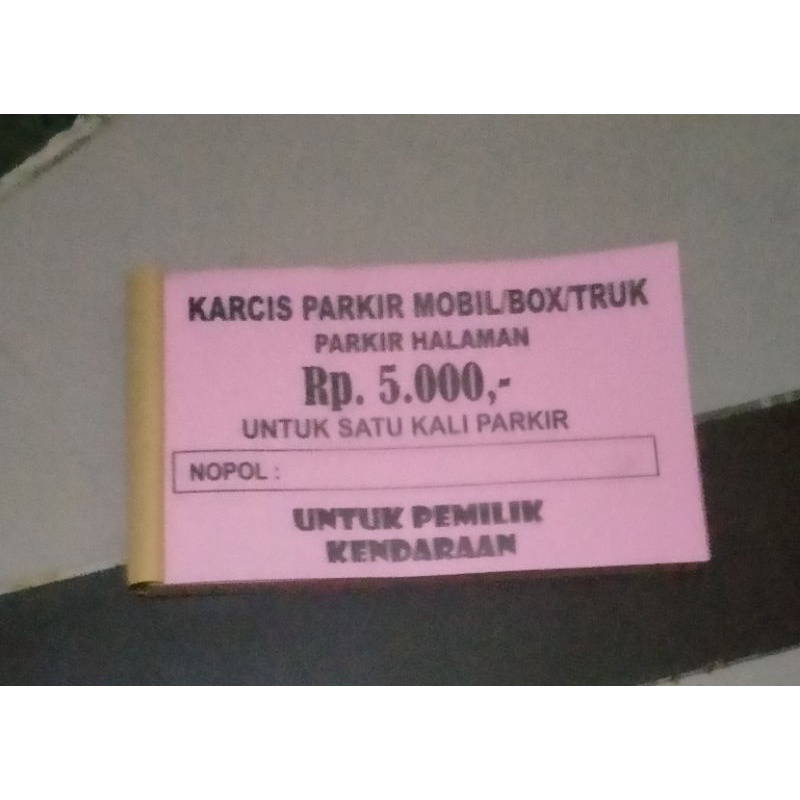 KARCIS PARKIR MOBIL/BOX/TRUK
PARKIR HALAMAN
Rp. 5.000,-
UNTUK SATU KALI PARKIR
NOPOL :
UNTUK PEMILIK
KENDARAAN